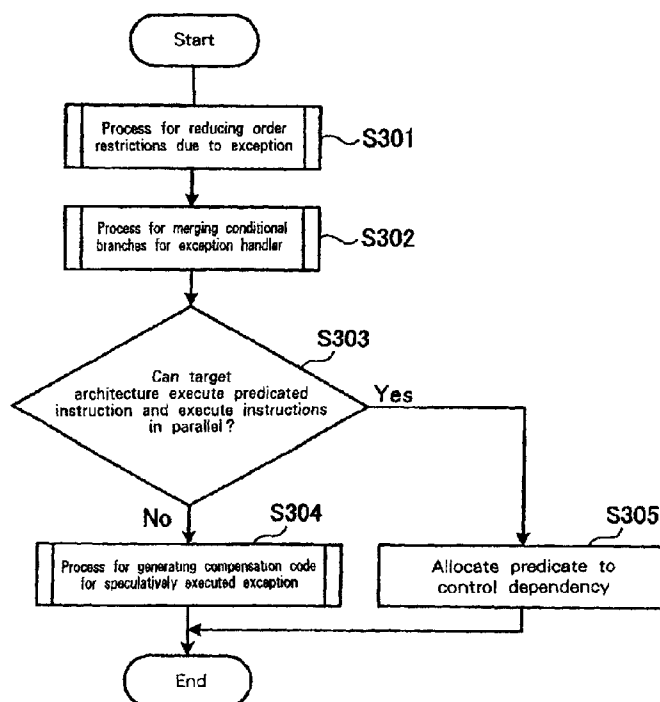 Start
Process for reducing order
restrictions due to exception
S301
Process for merging conditional
branches for exception handler
S302
S303
Can target
architecture execute predicated
instruction and execute instructions
in parallel?
Yes
No
S304
Process for generating compensation code
for speculatively executed exception
S305
Allocate predicate to
control dependency
End